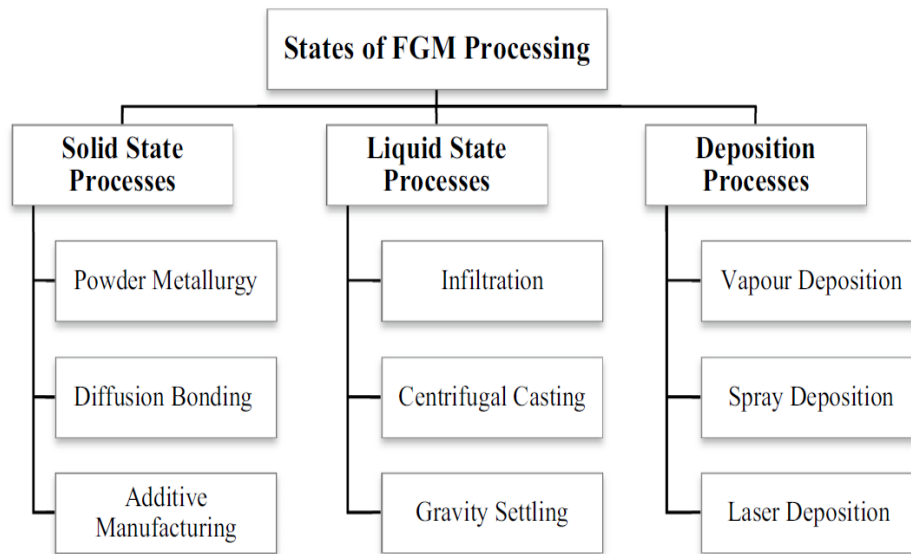 States of FGM Processing
Solid State
Processes
Liquid State
Processes
Deposition
Processes
Powder Metallurgy
Infiltration
Vapour Deposition
Diffusion Bonding
Centrifugal Casting
Spray Deposition
Additive
Manufacturing
Gravity Settling
Laser Deposition